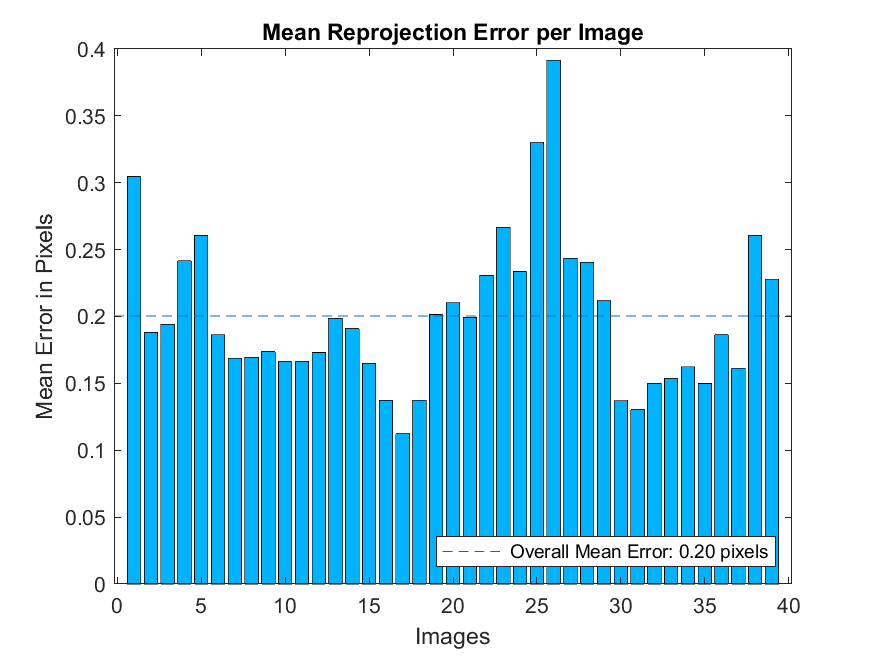 Mean Reprojection Error per Image
0.4
0.35
0.3
0.25
0.2
0.15
0.1
0.05
0
Mean Error in Pixels
Overall Mean Error: 0.20 pixels
0 5 10 15 20 25 30 35 40
Images